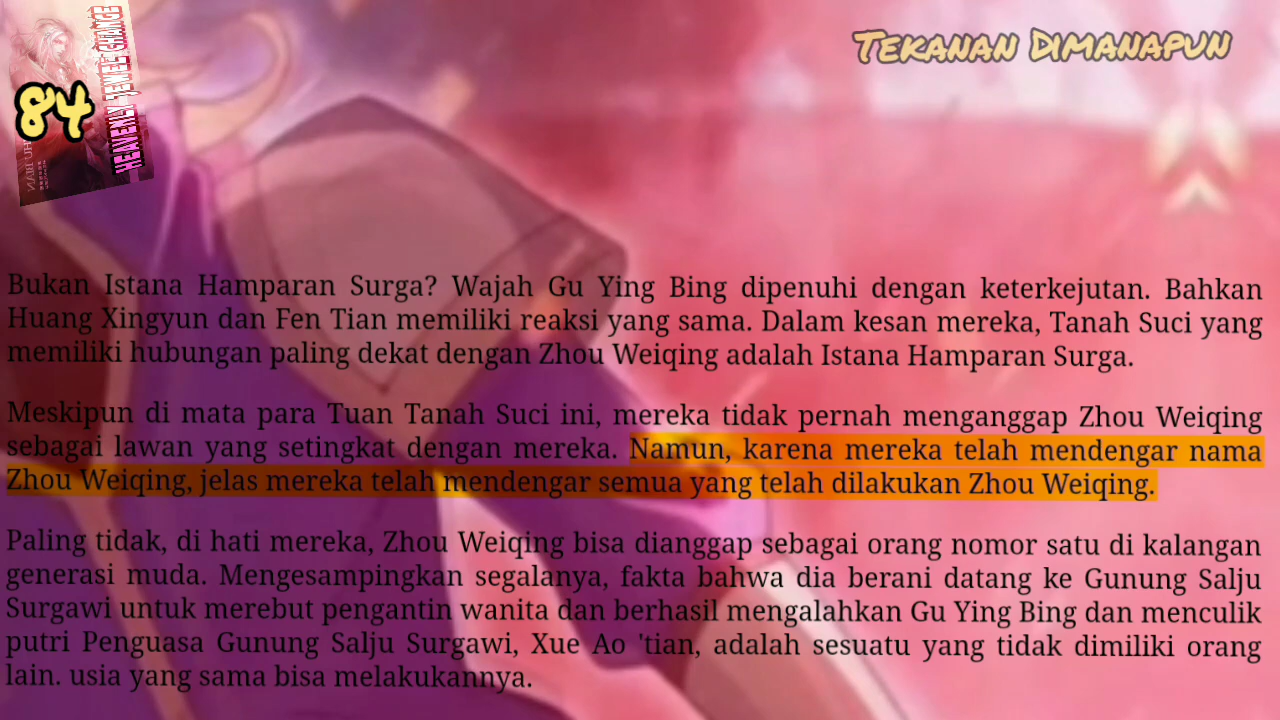 HEAVENLY JEWEL CHANGE
84
Tekanan Dimanapun
Bukan Istana Hamparan Surga? Wajah Gu Ying Bing dipenuhi dengan keterkejutan. Bahkan
Huang Xingyun dan Fen Tian memiliki reaksi yang sama. Dalam kesan mereka, Tanah Suci yang
memiliki hubungan paling dekat dengan Zhou Weiqing adalah Istana Hamparan Surga.
Meskipun di mata para Tuan Tanah Suci ini, mereka tidak pernah menganggap Zhou Weiqing
sebagai lawan yang setingkat dengan mereka. Namun, karena mereka telah mendengar nama
Zhou Weiqing, jelas mereka telah mendengar semua yang telah dilakukan Zhou Weiqing.
Paling tidak, di hati mereka, Zhou Weiqing bisa dianggap sebagai orang nomor satu di kalangan
generasi muda. Mengesampingkan segalanya, fakta bahwa dia berani datang ke Gunung Salju
Surgawi untuk merebut pengantin wanita dan berhasil mengalahkan Gu Ying Bing dan menculik
putri Penguasa Gunung Salju Surgawi, Xue Ao 'tian, adalah sesuatu yang tidak dimiliki orang
lain. usia yang sama bisa melakukannya.